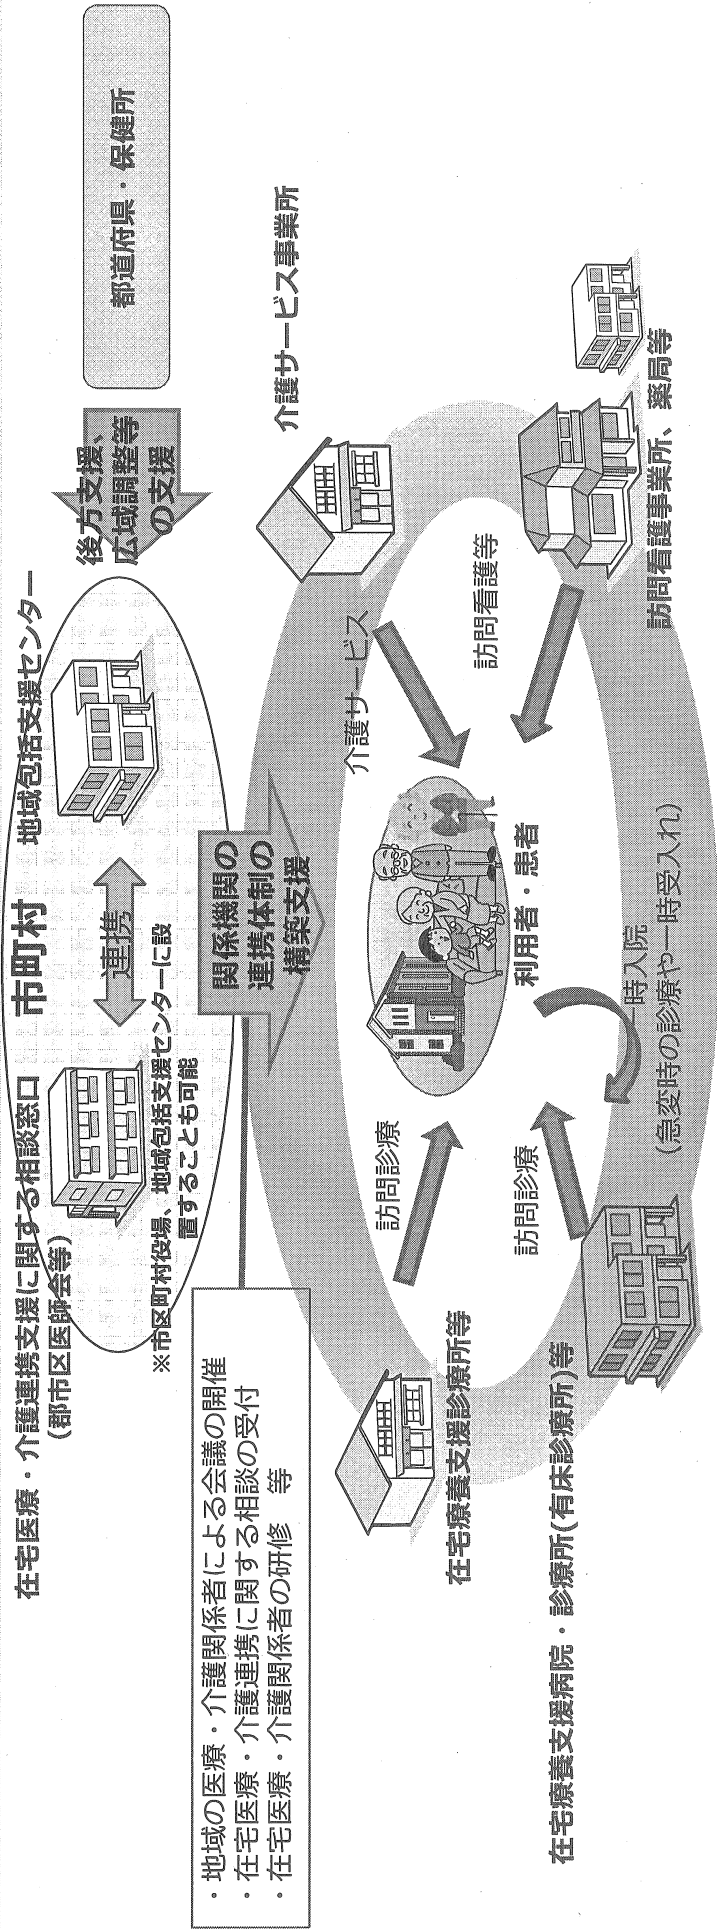 在宅医療・介護連携支援に関する相談窓口
(郡市区医師会等)
市町村
地域包括支援センター
連携
※市区町村役場、地域包括支援センターに設
置することも可能
後方支援、
広域調整等
の支援
都道府県・保健所
・地域の医療・介護関係者による会議の開催
・在宅医療・介護連携に関する相談の受付
・在宅医療・介護関係者の研修 等
関係機関の
連携体制の
構築支援
介護サービス事業所
在宅療養支援診療所等
訪問診療
介護サービス
利用者・患者
訪問診療
訪問看護等
在宅療養支援病院・診療所(有床診療所)等
一時入院
(急変時の診療や一時受入れ)
訪問看護事業所、薬局等